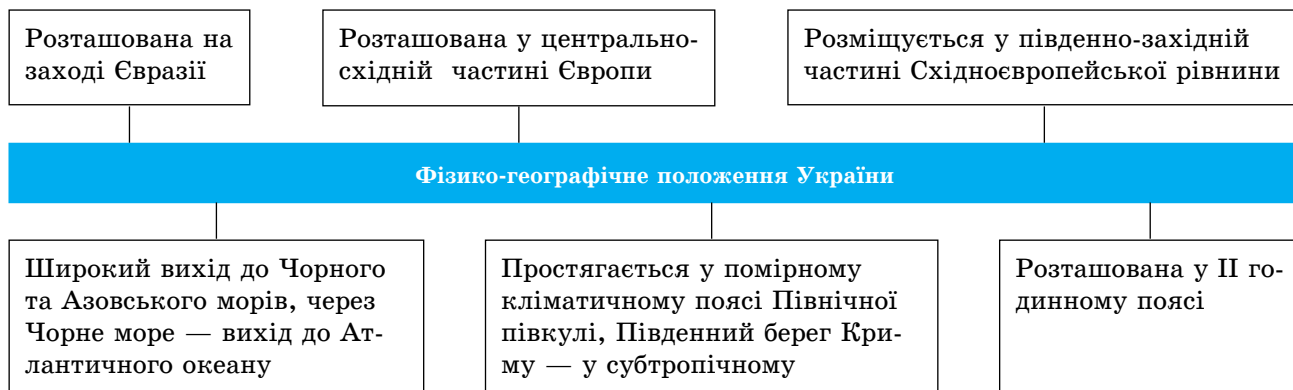 Розташована на
заході Євразії
Розташована у центрально-
східній частині Європи
Розміщується у південно-західній
частині Східноєвропейської рівнини
Фізико-географічне положення України
Широкий вихід до Чорного
та Азовського морів, через
Чорне море — вихід до Ат-
лантичного океану
Простягається у помірному
кліматичному поясі Північної
півкулі, Південний берег Кри-
му — у субтропічному
Розташована у ІІ го-
динному поясі